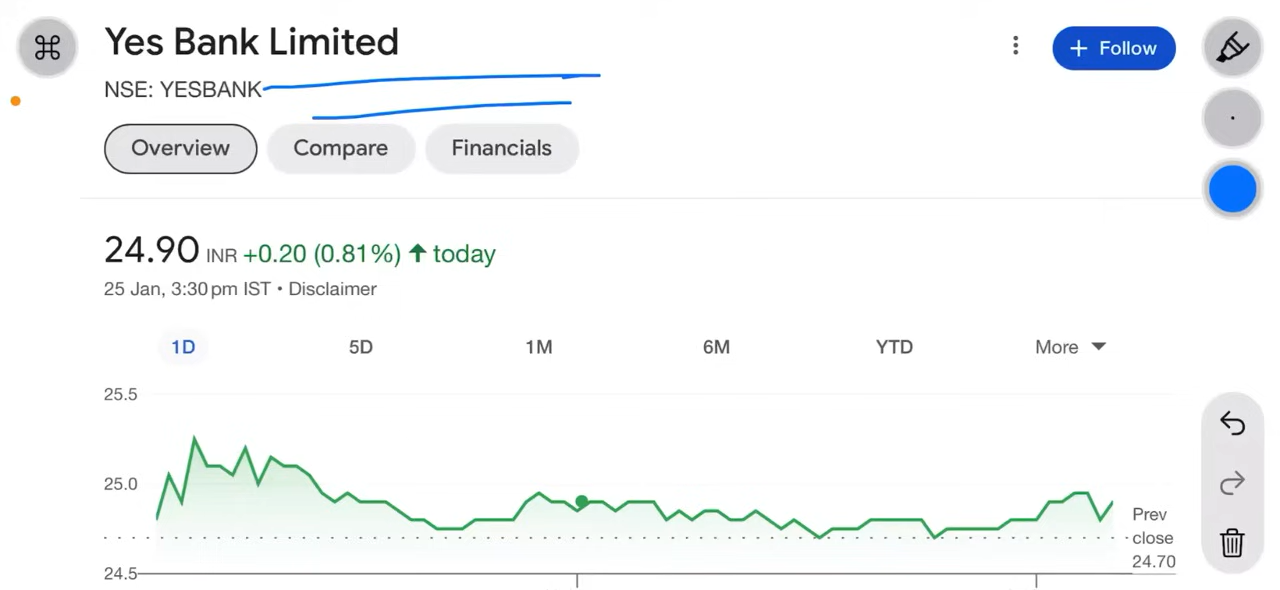 Yes Bank Limited
+ Follow
NSE: YESBANK
Overview Compare Financials
24.90 INR +0.20 (0.81%) today
25 Jan, 3:30 pm IST • Disclaimer
1D 5D 1M 6M YTD More
25.5
25.0
Prev
close
24.70
24.5